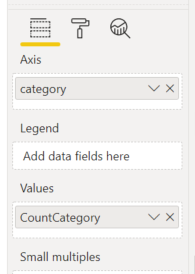 Axis
category
Legend
Add data fields here
Values
CountCategory
Small multiples